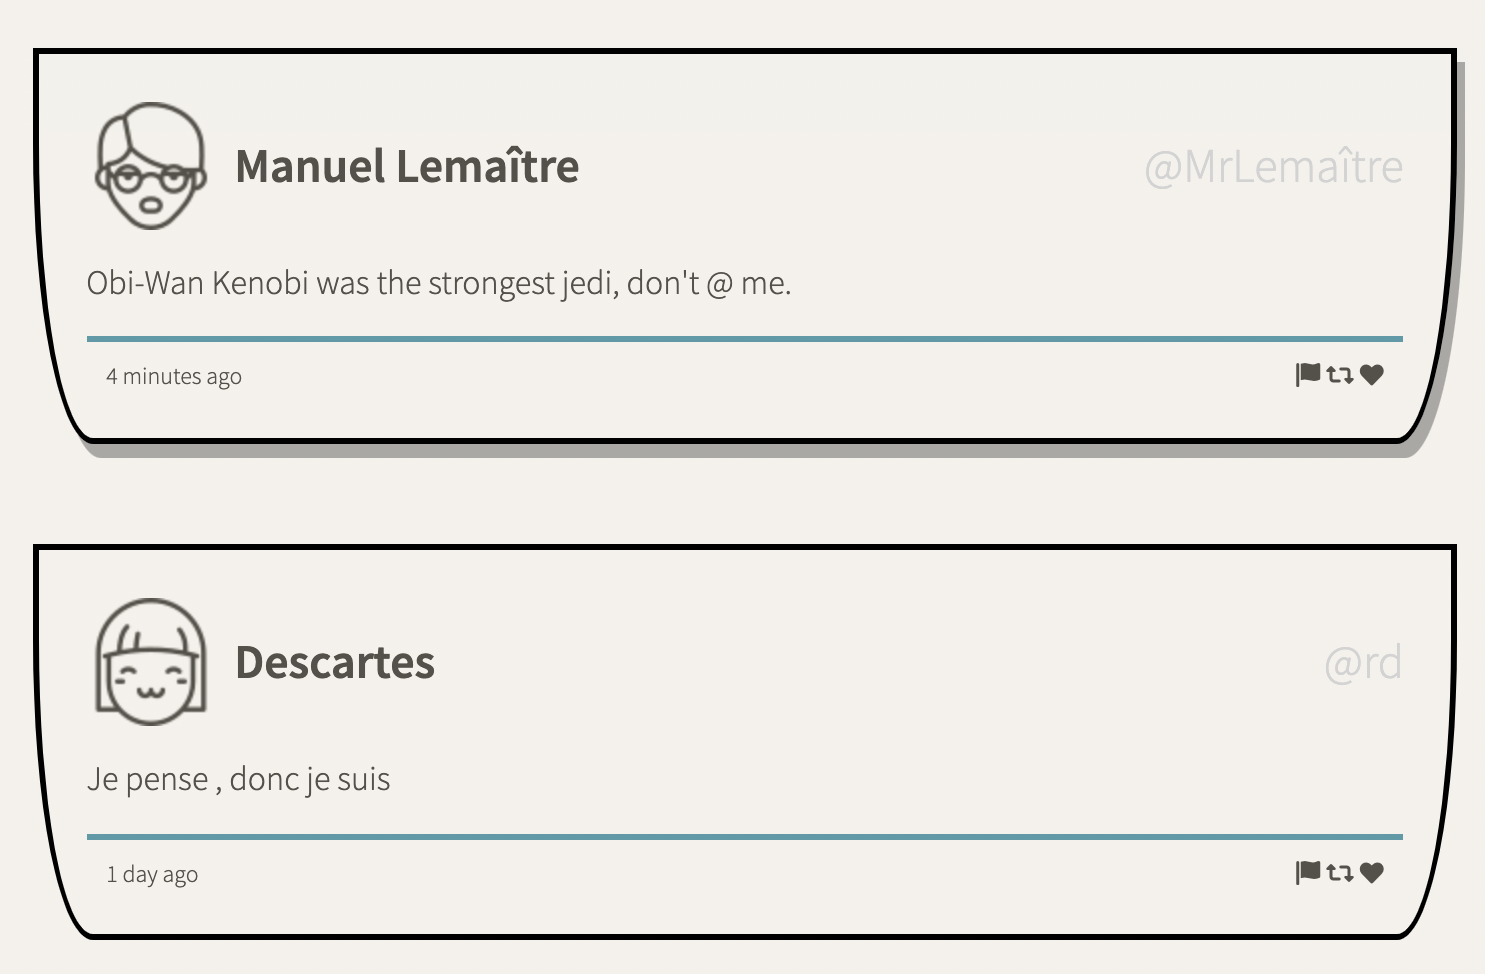 Manuel Lemaître
@MrLemaître
Obi-Wan Kenobi was the strongest jedi, don't @ me.
4 minutes ago
Descartes
@rd
Je pense , donc je suis
1 day ago